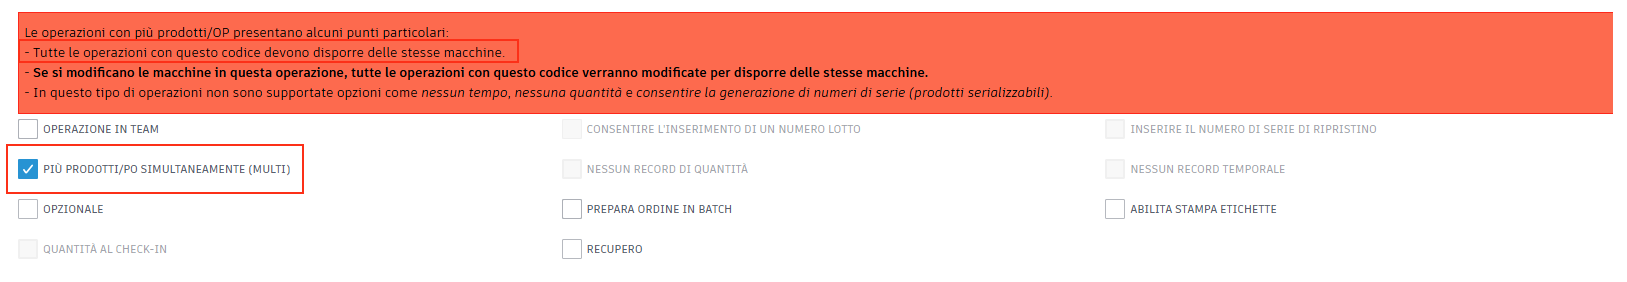 Le operazioni con più prodotti/OP presentano alcuni punti particolari:
- Tutte le operazioni con questo codice devono disporre delle stesse macchine.
- Se si modificano le macchine in questa operazione, tutte le operazioni con questo codice verranno modificate per disporre delle stesse macchine.
- In questo tipo di operazioni non sono supportate opzioni come nessun tempo, nessuna quantità e consentire la generazione di numeri di serie (prodotti serializzabili).
OPERAZIONE IN TEAM
CONSENTIRE L'INSERIMENTO DI UN NUMERO LOTTO
INSERIRE IL NUMERO DI SERIE DI RIPRISTINO
PIÙ PRODOTTI/PO SIMULTANEAMENTE (MULTI)
NESSUN RECORD DI QUANTITÀ
NESSUN RECORD TEMPORALE
OPZIONALE
PREPARA ORDINE IN BATCH
ABILITA STAMPA ETICHETTE
QUANTITÀ AL CHECK-IN
RECUPERO